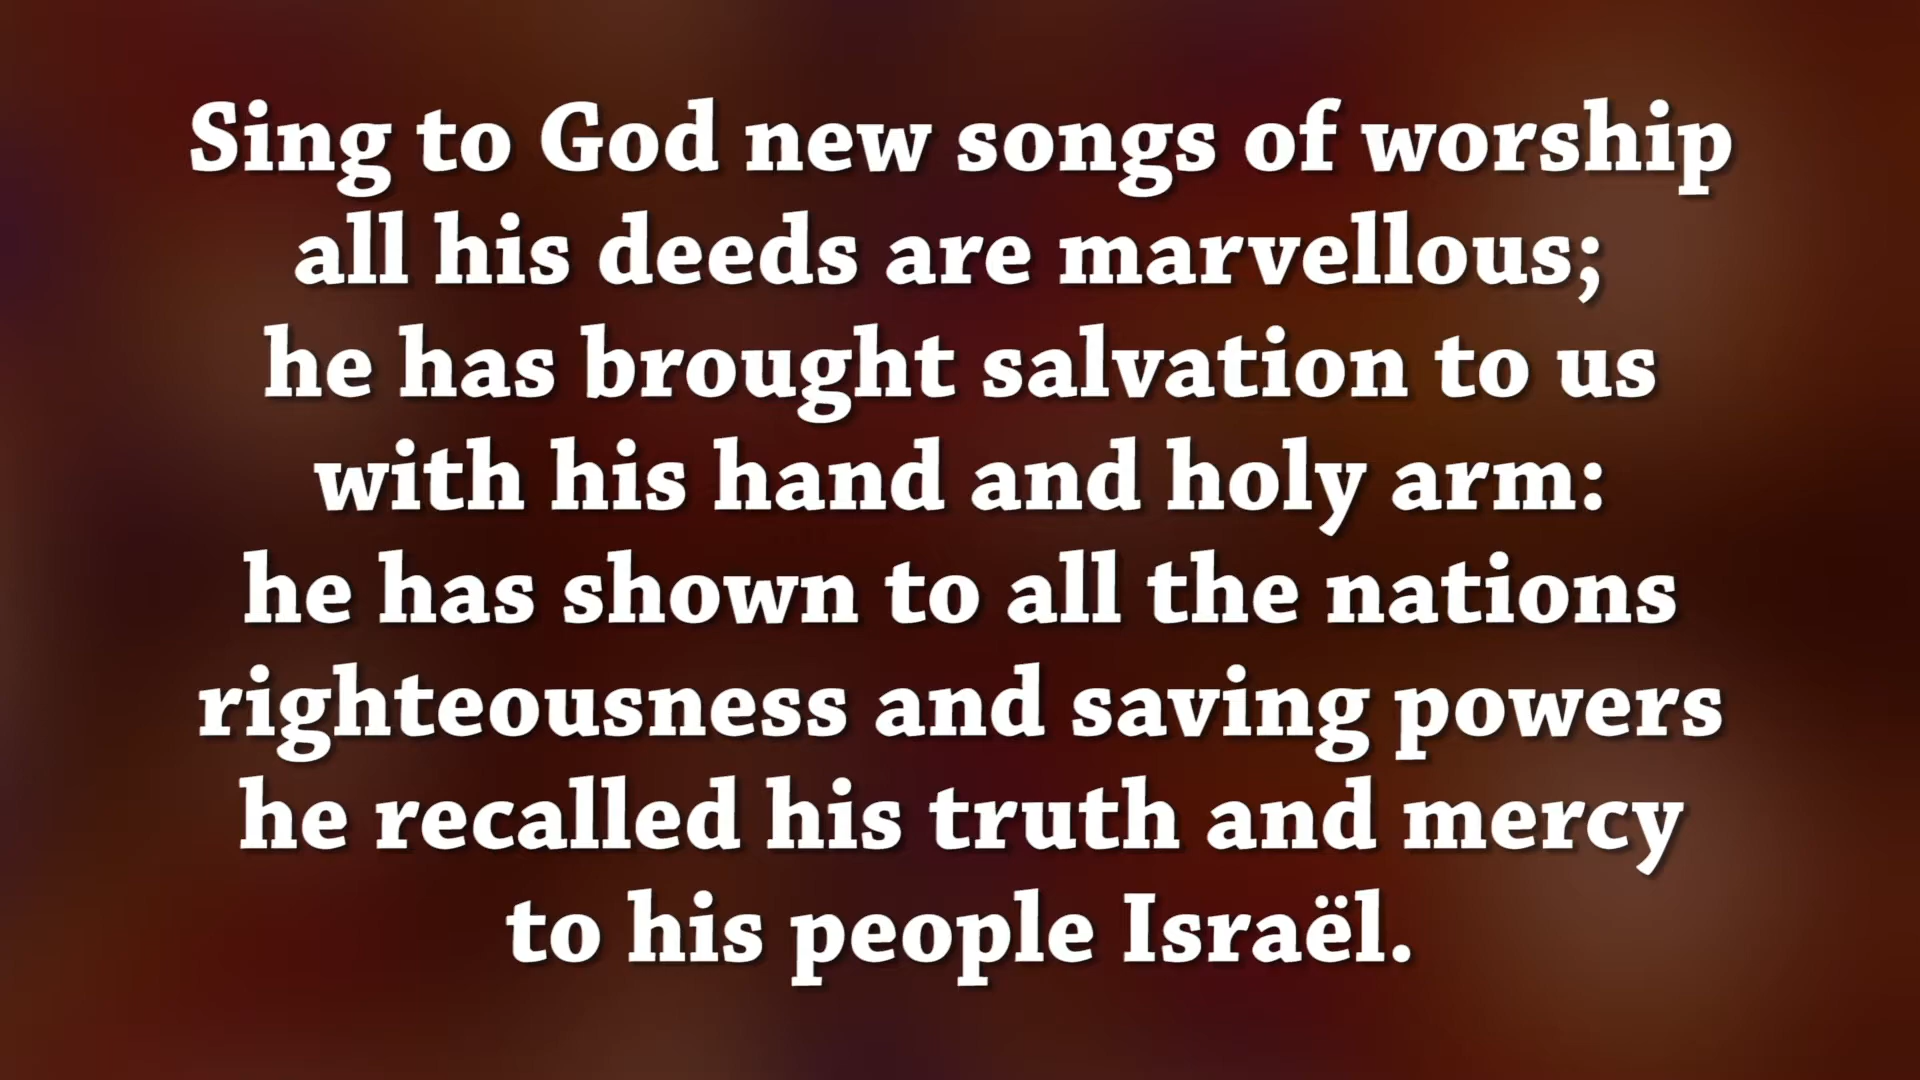 Sing to God new songs of worship
all his deeds are marvellous;
he has brought salvation to us
with his hand and holy arm:
he has shown to all the nations
righteousness and saving powers
he recalled his truth and mercy
to his people Israël.